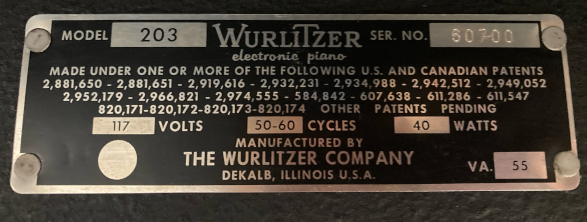 MODEL 203 WURLITZER SER. NO. 60700
electronic piano
MADE UNDER ONE OR MORE OF THE FOLLOWING U.S. AND CANADIAN PATENTS
2,881,650 - 2,881,651 - 2,919,616 - 2,932,231 - 2,934,988 - 2,942,512 - 2,949,052
2,952,179 - 2,966,821 - 2,974,555 - 584,842 - 607,638 - 611,286 - 611,547
820,171-820,172-820,173-820,174 OTHER PATENTS PENDING
117 VOLTS 50-60 CYCLES 40 WATTS
MANUFACTURED BY
THE WURLITZER COMPANY
DEKALB, ILLINOIS U.S.A.
VA. 55